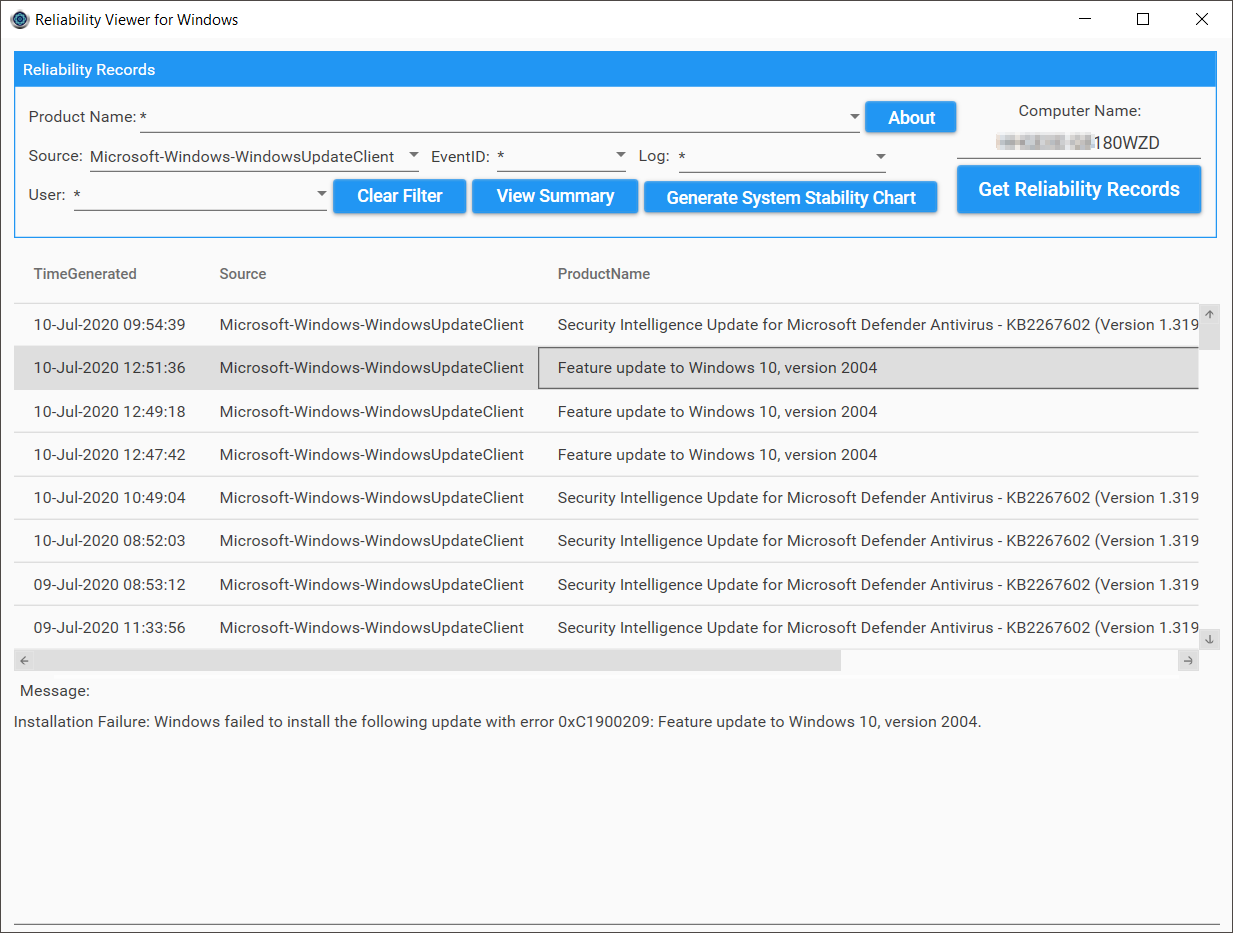 Reliability Viewer for Windows
Reliability Records
Product Name: *
About
Computer Name:
180WZD
Source: Microsoft-Windows-WindowsUpdateClient EventID: * Log: *
User: * Clear Filter View Summary Generate System Stability Chart Get Reliability Records
TimeGenerated Source ProductName
10-Jul-2020 09:54:39 Microsoft-Windows-WindowsUpdateClient Security Intelligence Update for Microsoft Defender Antivirus - KB2267602 (Version 1.319
10-Jul-2020 12:51:36 Microsoft-Windows-WindowsUpdateClient Feature update to Windows 10, version 2004
10-Jul-2020 12:49:18 Microsoft-Windows-WindowsUpdateClient Feature update to Windows 10, version 2004
10-Jul-2020 12:47:42 Microsoft-Windows-WindowsUpdateClient Feature update to Windows 10, version 2004
10-Jul-2020 10:49:04 Microsoft-Windows-WindowsUpdateClient Security Intelligence Update for Microsoft Defender Antivirus - KB2267602 (Version 1.319
10-Jul-2020 08:52:03 Microsoft-Windows-WindowsUpdateClient Security Intelligence Update for Microsoft Defender Antivirus - KB2267602 (Version 1.319
09-Jul-2020 08:53:12 Microsoft-Windows-WindowsUpdateClient Security Intelligence Update for Microsoft Defender Antivirus - KB2267602 (Version 1.319
09-Jul-2020 11:33:56 Microsoft-Windows-WindowsUpdateClient Security Intelligence Update for Microsoft Defender Antivirus - KB2267602 (Version 1.319
Message:
Installation Failure: Windows failed to install the following update with error 0xC1900209: Feature update to Windows 10, version 2004.